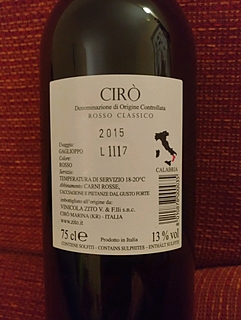 CIRÒ
Denominazione di Origine Controllata
ROSSO CLASSICO
2015
L 1117
Uvaggio:
GAGLIOPPO
Colore:
ROSSO
Servizio:
TEMPERATURA DI SERVIZIO 18-20°C
Abbinamento: CARNI ROSSE,
CACCIAGIONE E PIETANZE DAL GUSTO FORTE
CALABRIA
imbottigliato all'origine da:
VINICOLA ZITO V. & F.lli s.n.c.
CIRÒ MARINA (KR) - ITALIA
www.zito.it
75 cl e
Prodotto in Italia
13% vol
CONTIENE SOLFITI - CONTAINS SULPHITES - ENTHALT SULFITE